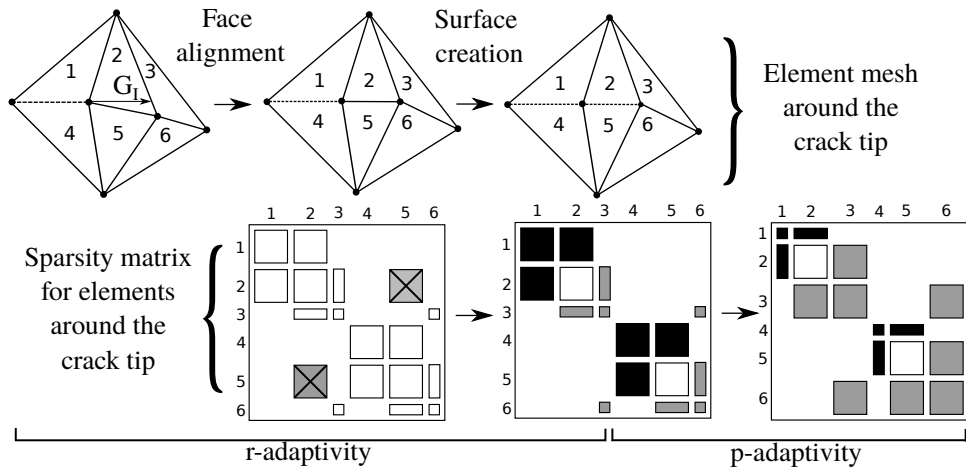 Face
alignment
Surface
creation
1 2 3
G_I
4 5 6
1 2 3
4 5 6
1 2 3
4 5 6
Element mesh
around the
crack tip
Sparsity matrix
for elements
around the
crack tip
1 2 3 4 5 6
1
2
3
4
5
6
1 2 3 4 5 6
1
2
3
4
5
6
1 2 3 4 5 6
1
2
3
4
5
6
r-adaptivity
p-adaptivity